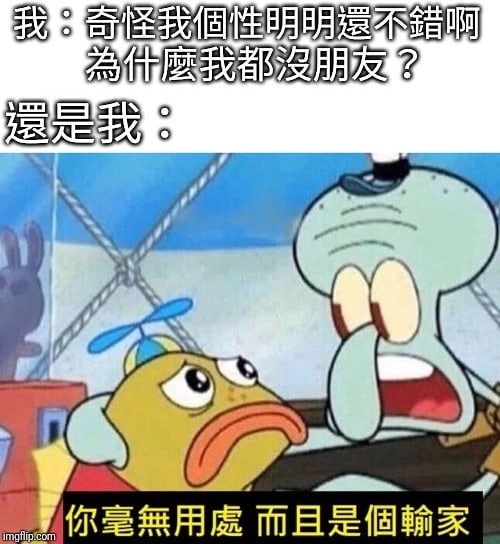 我：奇怪我個性明明還不錯啊
為什麼我都沒朋友？
還是我：
你毫無用處 而且是個輸家
imgflip.com